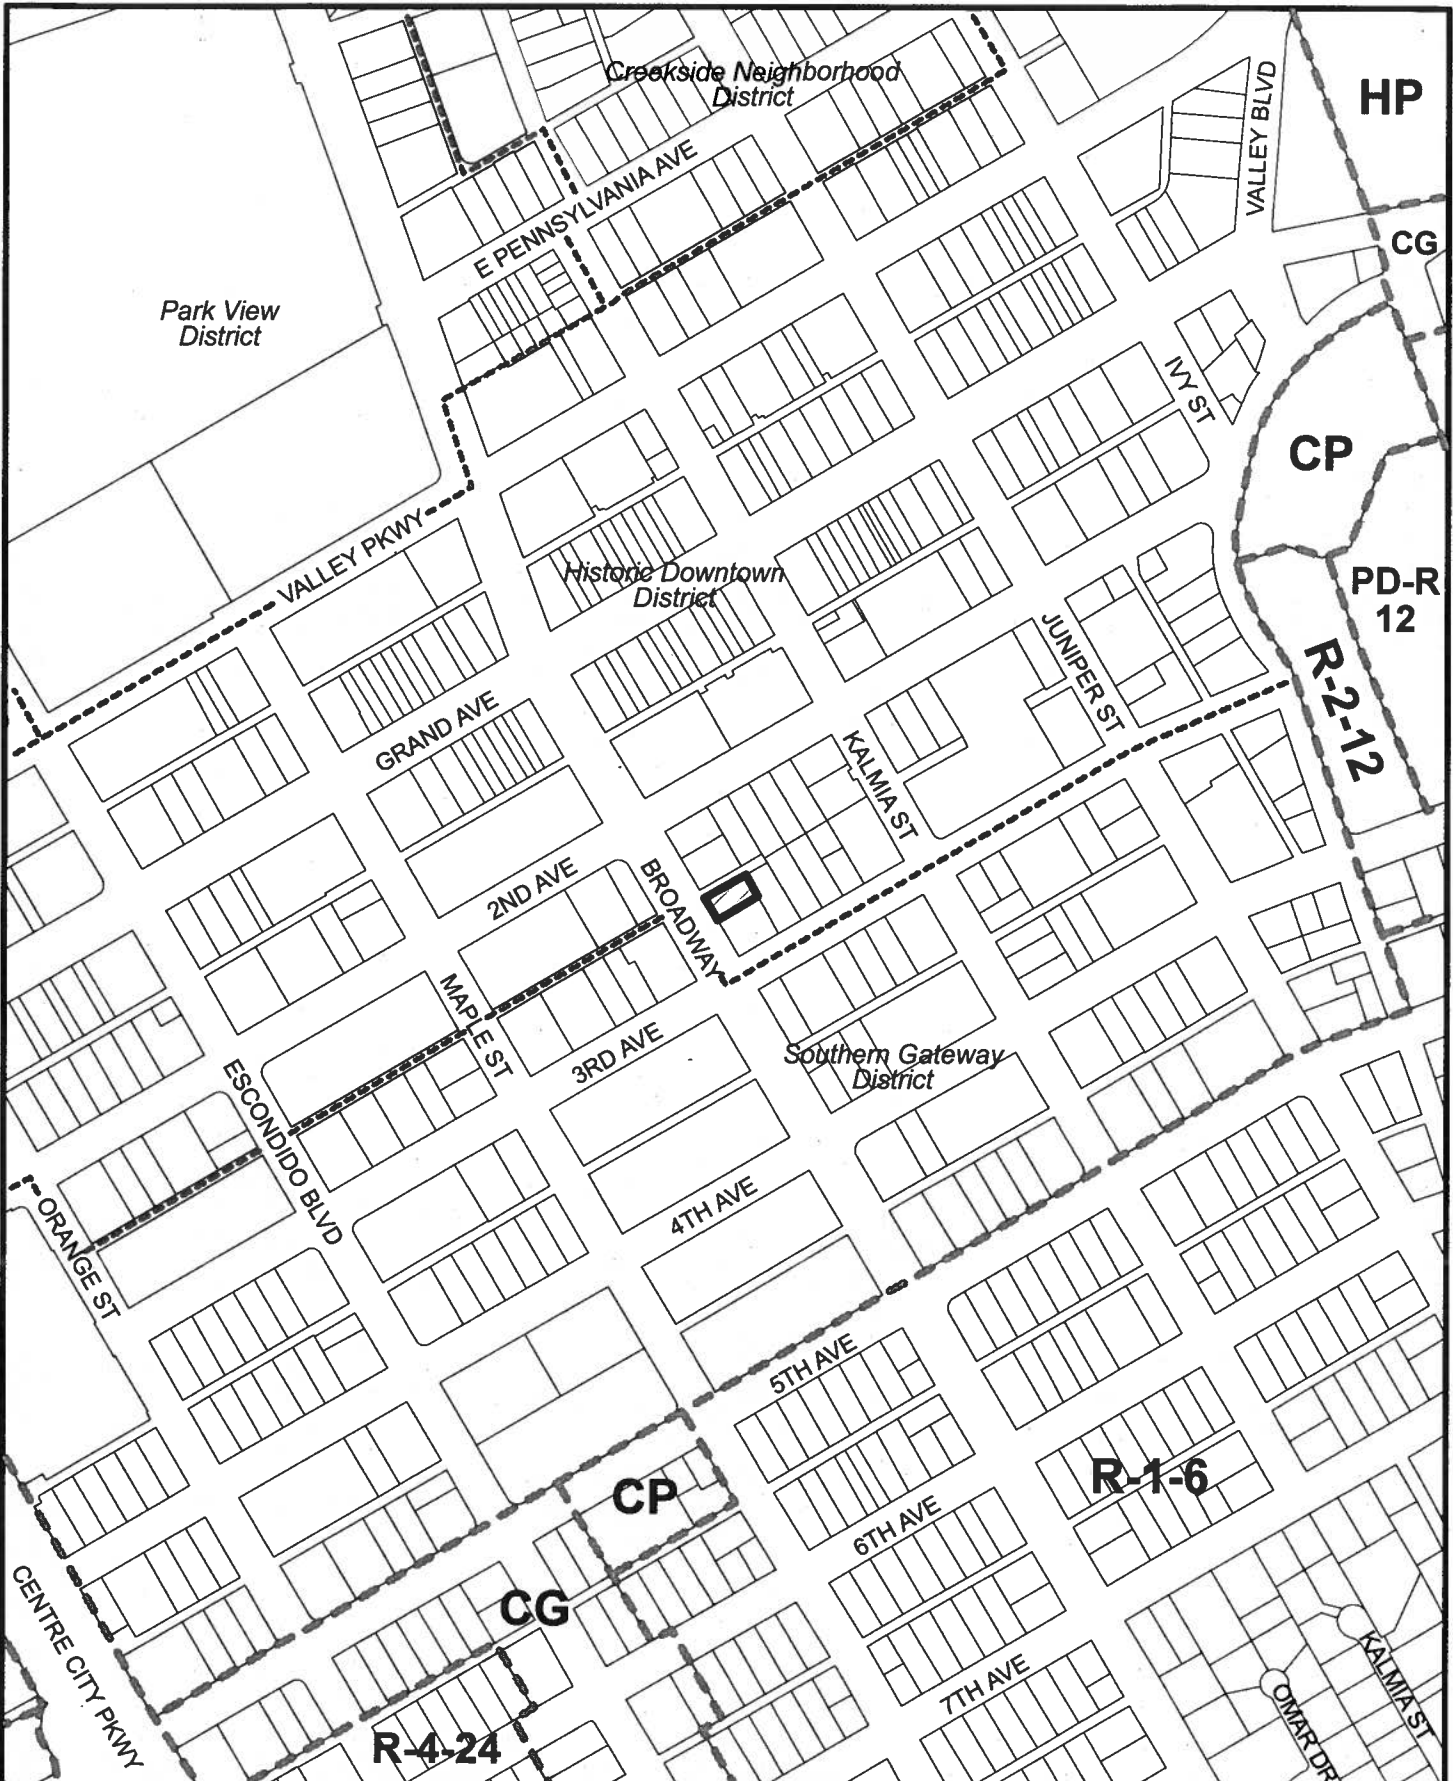 Creekside Neighborhood
District
HP
VALLEY BLVD
E PENNSYLVANIA AVE
CG
Park View
District
IVY ST
CP
VALLEY PKWY
Historic Downtown
District
PD-R
12
JUNIPER ST
R-2-12
GRAND AVE
KALMIA ST
2ND AVE
BROADWAY
MAPLE ST
3RD AVE
Southern Gateway
District
ESCONDIDO BLVD
4TH AVE
ORANGE ST
5TH AVE
CP
R-1-6
6TH AVE
CG
CENTRE CITY PKWY
7TH AVE
KALMIA ST
OMAR DR
R-4-24